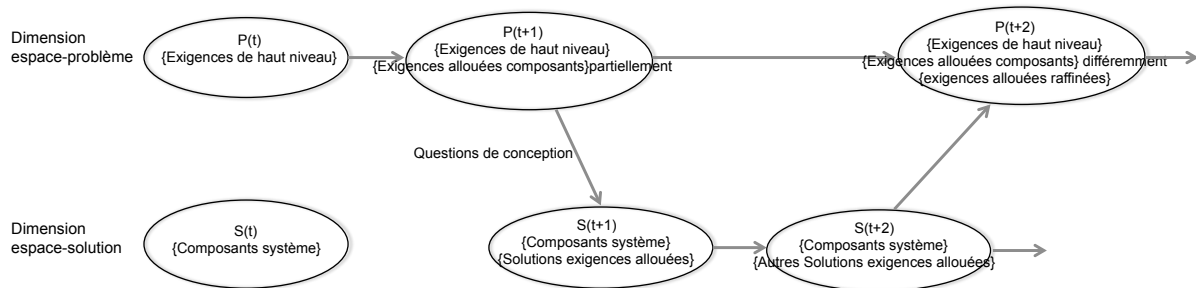 Dimension
espace-problème
P(t)
{Exigences de haut niveau}
P(t+1)
{Exigences de haut niveau}
{Exigences allouées composants}partiellement
P(t+2)
{Exigences de haut niveau}
{Exigences allouées composants} différemment
{exigences allouées raffinées}
Questions de conception
Dimension
espace-solution
S(t)
{Composants système}
S(t+1)
{Composants système}
{Solutions exigences allouées}
S(t+2)
{Composants système}
{Autres Solutions exigences allouées}